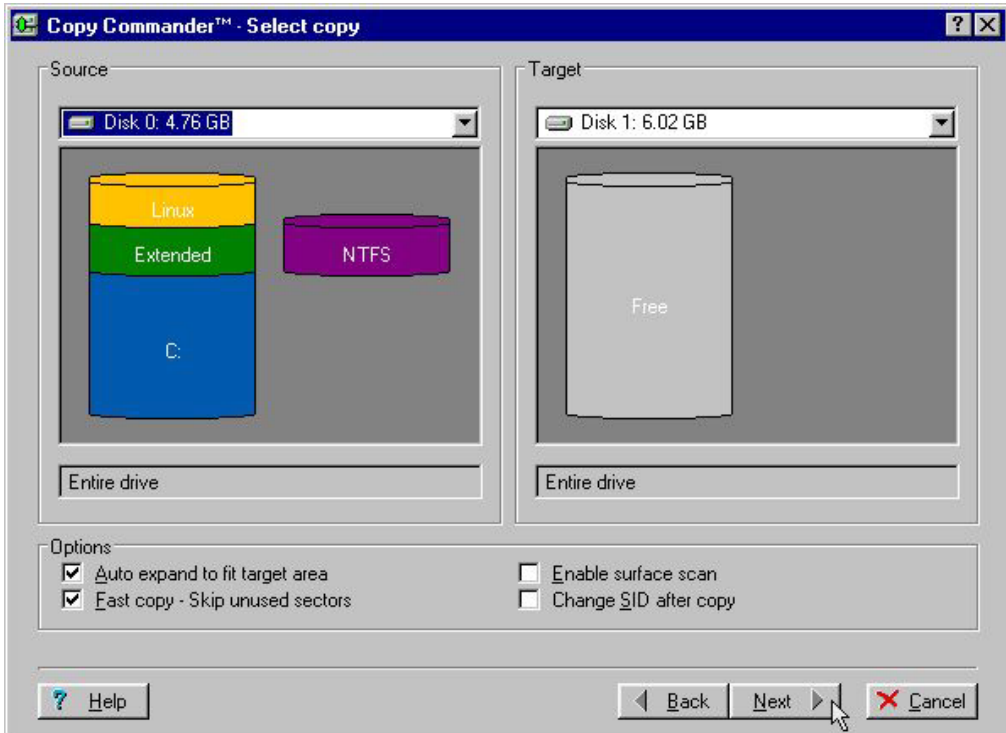 Copy Commander™ - Select copy
Source
Target
Disk 0: 4.76 GB
Disk 1: 6.02 GB
Linux
Extended
NTFS
C:
Free
Entire drive
Entire drive
Options
Auto expand to fit target area
Enable surface scan
Fast copy - Skip unused sectors
Change SID after copy
? Help
Back
Next
Cancel